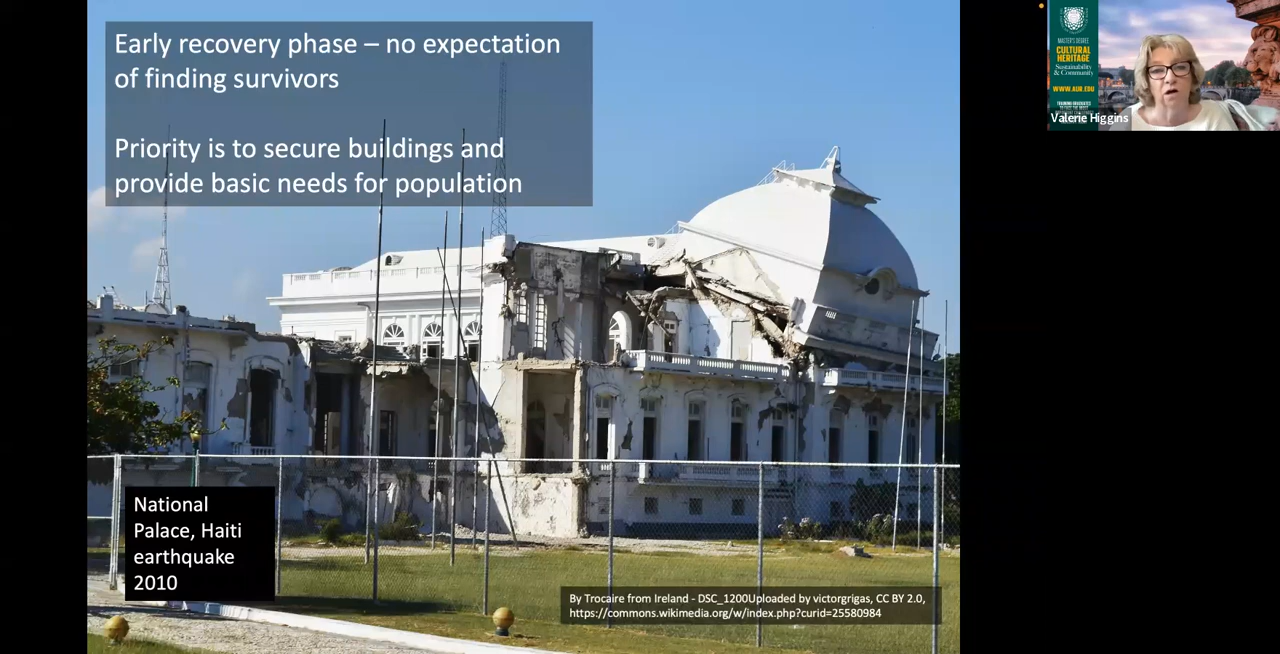 Early recovery phase – no expectation
of finding survivors
Priority is to secure buildings and
provide basic needs for population
National
Palace, Haiti
earthquake
2010
By Trocaire from Ireland - DSC_1200Uploaded by victorgrigas, CC BY 2.0,
https://commons.wikimedia.org/w/index.php?curid=25580984
MASTER'S DEGREE
CULTURAL
HERITAGE
Sustainability
& Community
WWW.AUR.EDU
Valerie Higgins